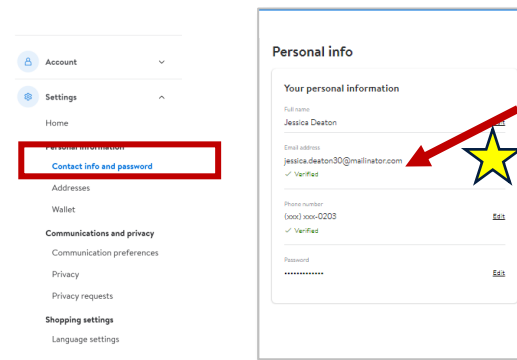 Account
Settings
Home
Personal information
Contact info and password
Addresses
Wallet
Communications and privacy
Communication preferences
Privacy
Privacy requests
Shopping settings
Language settings
Personal info
Your personal information
Full name
Jessica Deaton
Email address
jessica.deaton30@mailinator.com
✓ Verified
Phone number
(xxx) xxx-0203
Edit
✓ Verified
Password
•••••••••••••
Edit